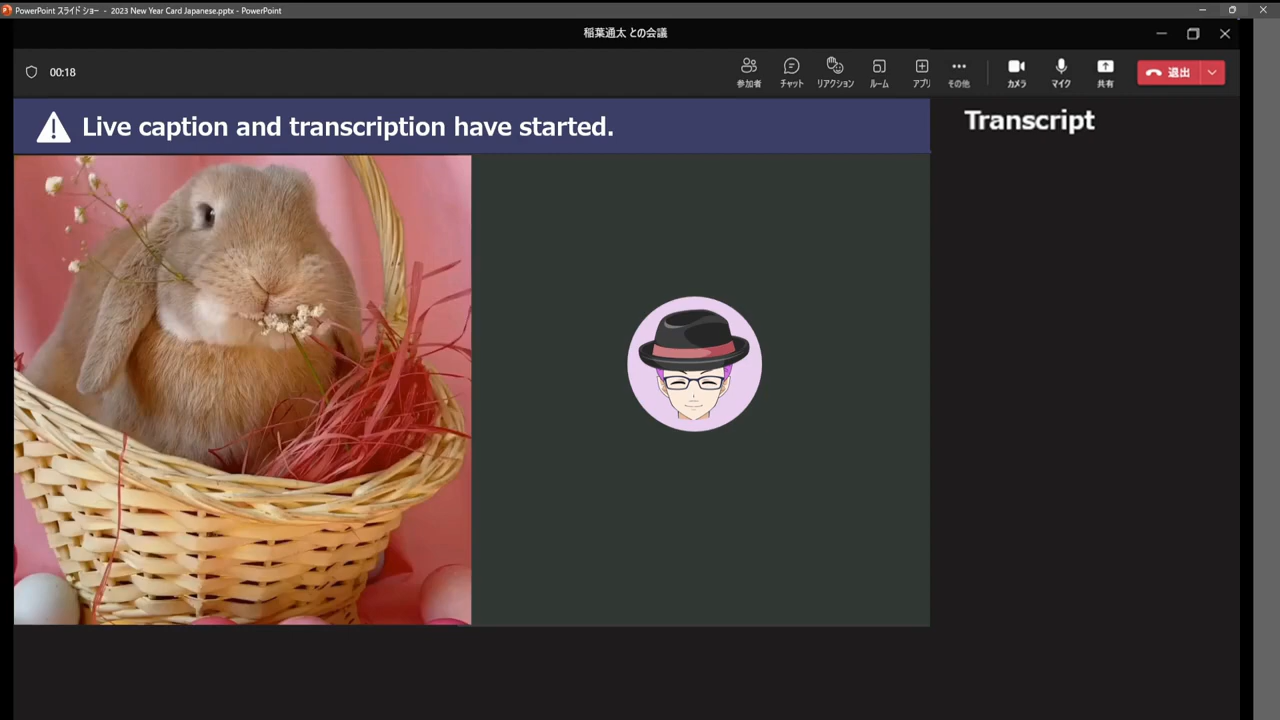 PowerPoint スライド ショー - 2023 New Year Card Japanese.pptx - PowerPoint
稲葉通太 との会議
00:18
参加者
チャット
リアクション
ルーム
アプリ
その他
カメラ
マイク
共有
退出
Live caption and transcription have started.
Transcript